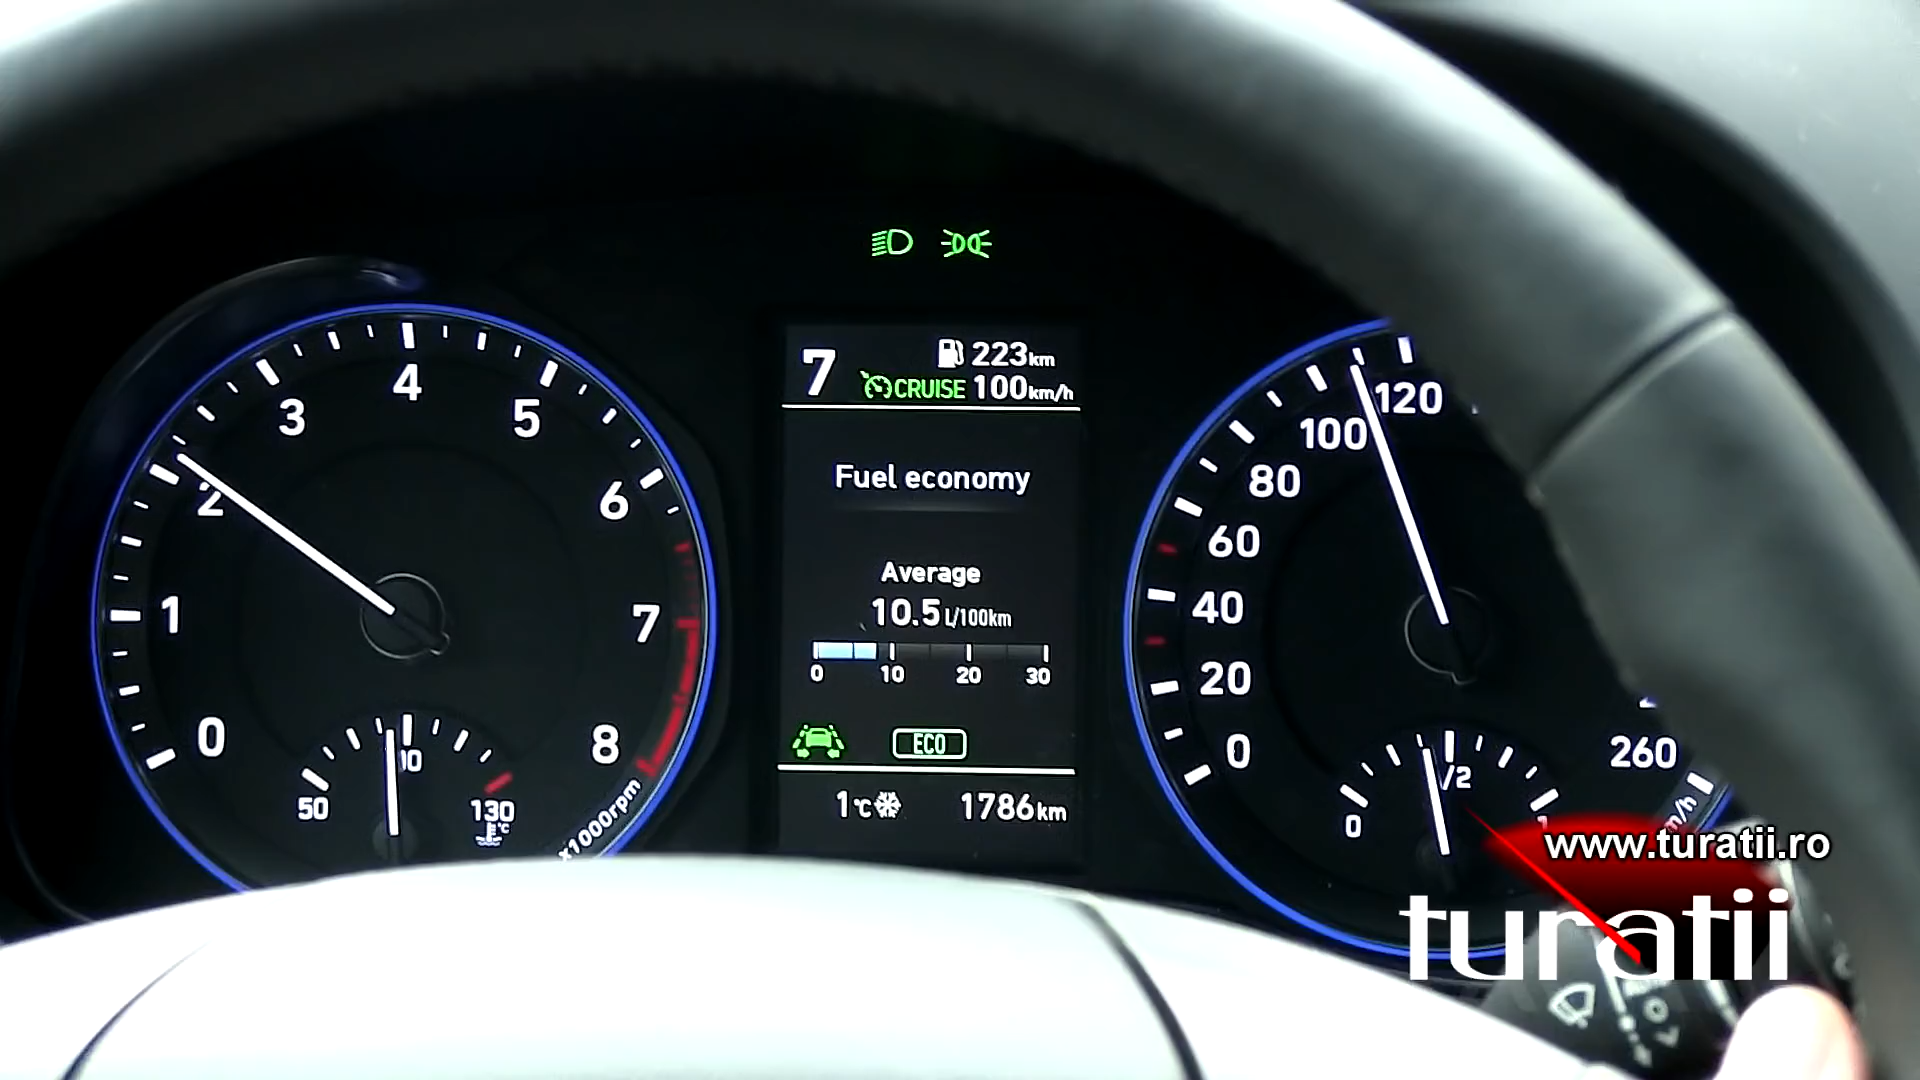 7
223km
CRUISE 100km/h
Fuel economy
Average
10.5 L/100km
0 10 20 30
ECO
1°C 1786km
0
1
2
3
4
5
6
7
8
x1000rpm
50
90
130
°C
0
20
40
60
80
100
120
260
0
1/2
www.turatii.ro
turatii